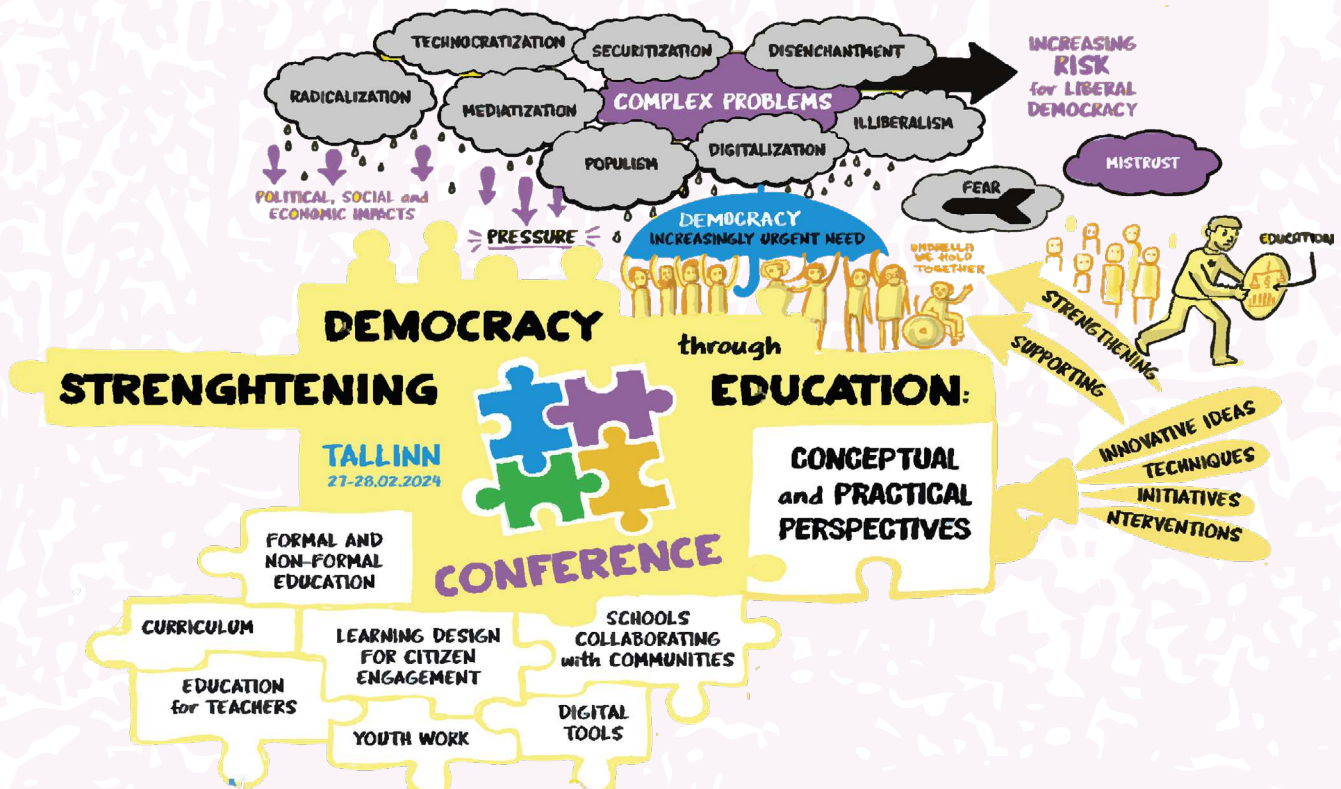 TECHNOCRATIZATION
SECURITIZATION
DISENCHANTMENT
RADICALIZATION
MEDIATIZATION
COMPLEX PROBLEMS
ILLIBERALISM
POPULISM
DIGITALIZATION
INCREASING
RISK
for LIBERAL
DEMOCRACY
MISTRUST
FEAR
POLITICAL, SOCIAL and
ECONOMIC IMPACTS
PRESSURE
DEMOCRACY
INCREASINGLY URGENT NEED
UMBRELLA
WE HOLD
TOGETHER
EDUCATION
STRENGTHENING
SUPPORTING
INNOVATIVE IDEAS
TECHNIQUES
INITIATIVES
NTERVENTIONS
DEMOCRACY
through
STRENGHTENING
EDUCATION:
TALLINN
27-28.02.2024
CONCEPTUAL
and PRACTICAL
PERSPECTIVES
CONFERENCE
FORMAL AND
NON-FORMAL
EDUCATION
CURRICULUM
LEARNING DESIGN
FOR CITIZEN
ENGAGEMENT
SCHOOLS
COLLABORATING
with COMMUNITIES
EDUCATION
for TEACHERS
YOUTH WORK
DIGITAL
TOOLS